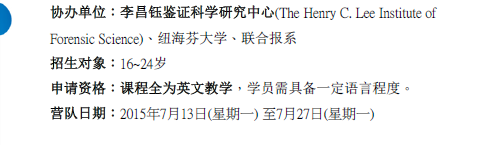 协办单位：李昌钰鉴证科学研究中心(The Henry C. Lee Institute of
Forensic Science)、纽海芬大学、联合报系
招生对象：16~24岁
申请资格：课程全为英文教学，学员需具备一定语言程度。
营队日期：2015年7月13日(星期一) 至7月27日(星期一)